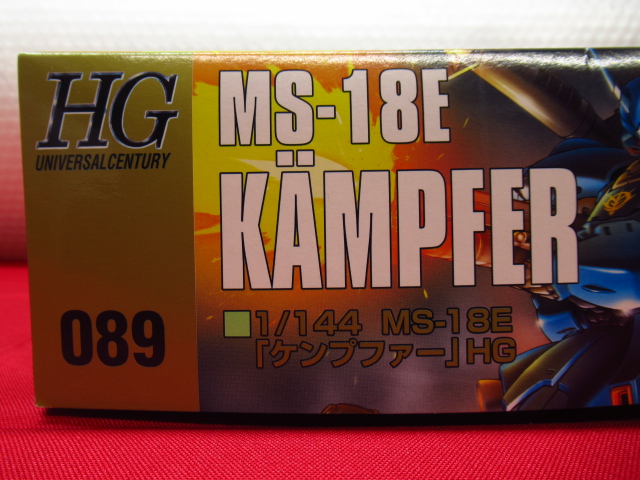 HG
UNIVERSAL CENTURY
089
MS-18E
KÄMPFER
1/144 MS-18E
「ケンプファー」HG